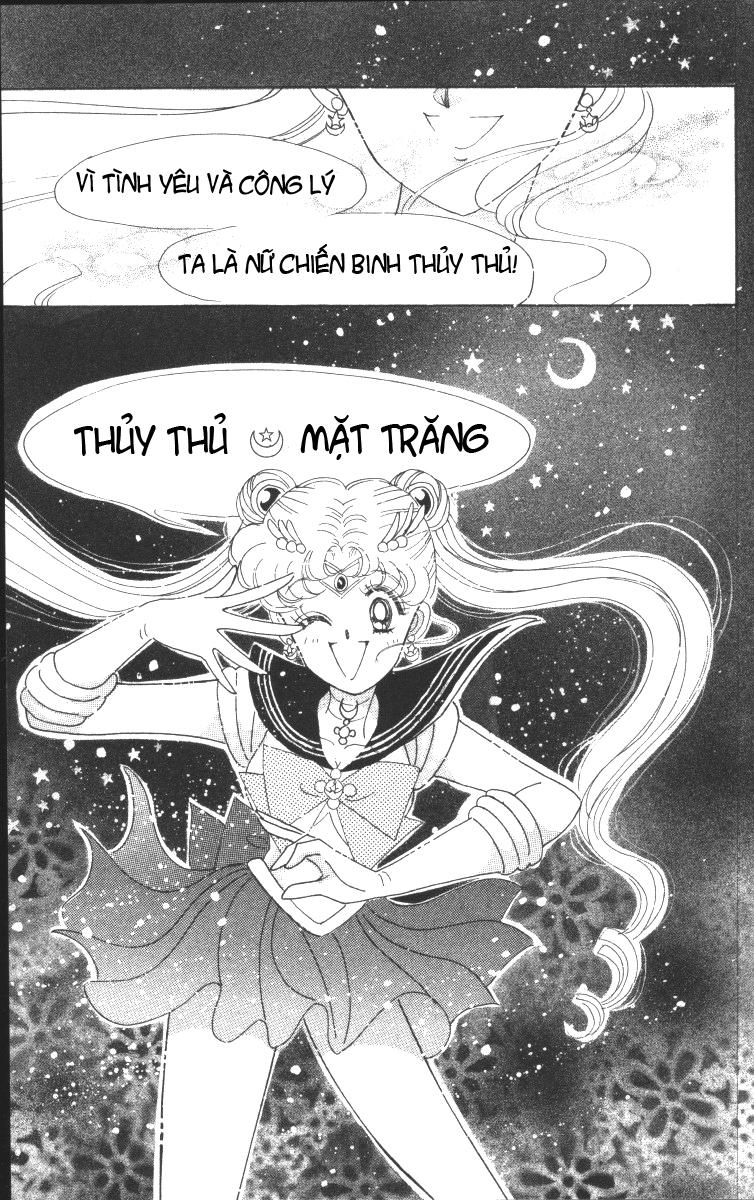 VÌ TÌNH YÊU VÀ CÔNG LÝ
TA LÀ NỮ CHIẾN BINH THỦY THỦ!
THỦY THỦ MẶT TRĂNG